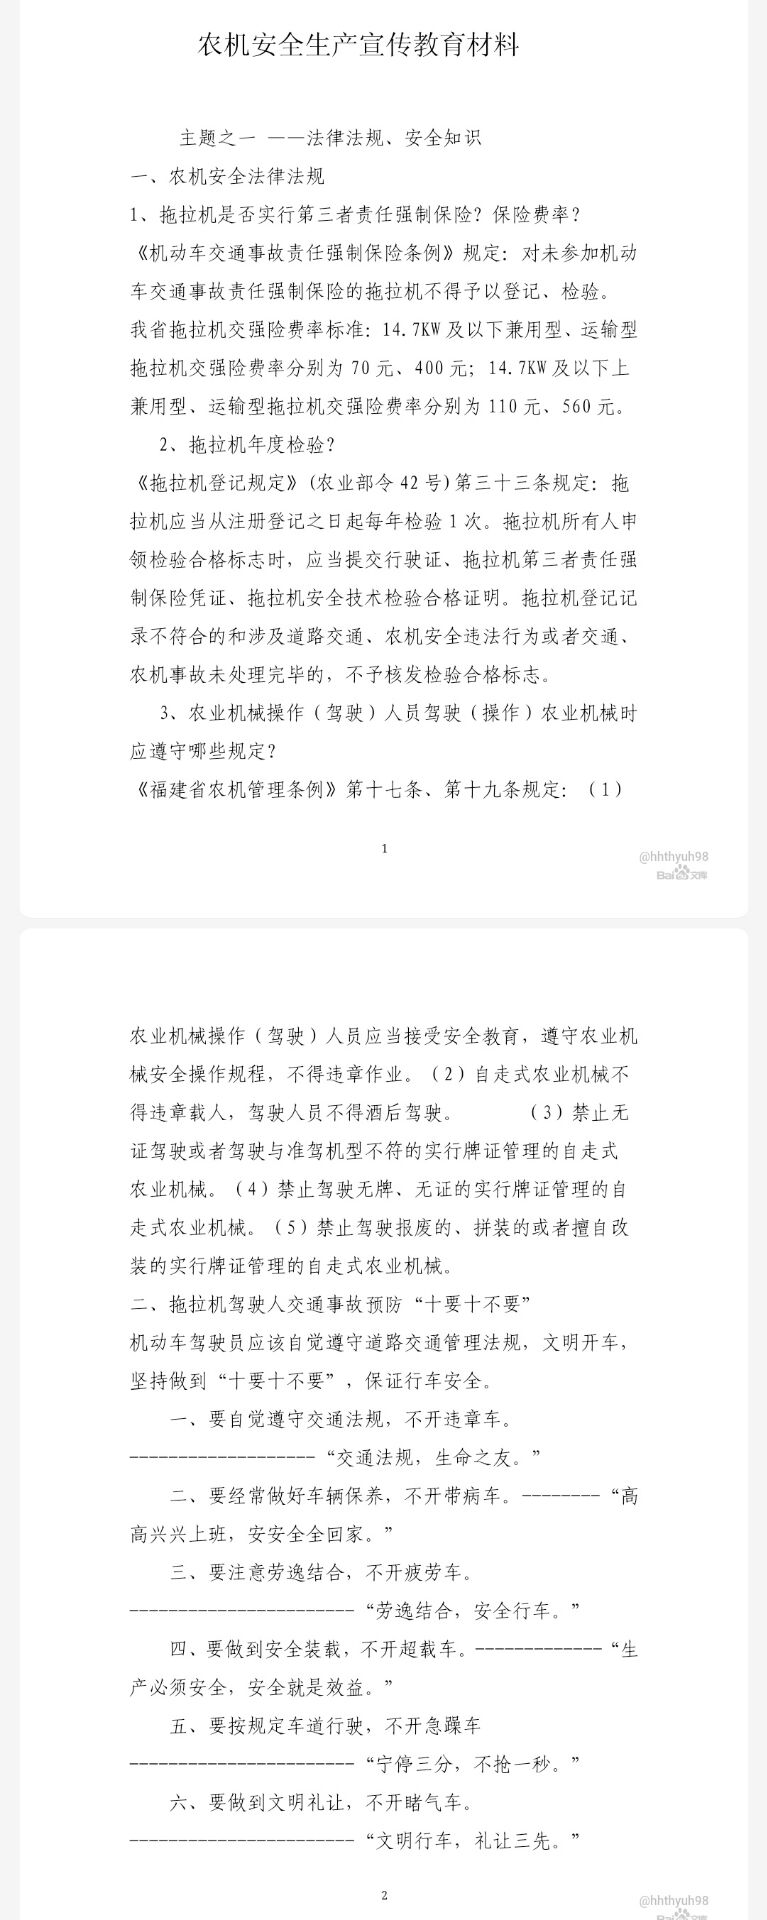 农机安全生产宣传教育材料
主题之一 ——法律法规、安全知识
一、农机安全法律法规
1、拖拉机是否实行第三者责任强制保险？保险费率？
《机动车交通事故责任强制保险条例》规定：对未参加机动
车交通事故责任强制保险的拖拉机不得予以登记、检验。
我省拖拉机交强险费率标准：14.7KW 及以下兼用型、运输型
拖拉机交强险费率分别为 70 元、400 元；14.7KW 及以下上
兼用型、运输型拖拉机交强险费率分别为 110 元、560 元。
2、拖拉机年度检验？
《拖拉机登记规定》(农业部令 42 号)第三十三条规定：拖
拉机应当从注册登记之日起每年检验 1 次。拖拉机所有人申
领检验合格标志时，应当提交行驶证、拖拉机第三者责任强
制保险凭证、拖拉机安全技术检验合格证明。拖拉机登记记
录不符合的和涉及道路交通、农机安全违法行为或者交通、
农机事故未处理完毕的，不予核发检验合格标志。
3、农业机械操作（驾驶）人员驾驶（操作）农业机械时
应遵守哪些规定？
《福建省农机管理条例》第十七条、第十九条规定：（1）
1
@hhthyuh98
Bai文库
农业机械操作（驾驶）人员应当接受安全教育，遵守农业机
械安全操作规程，不得违章作业。（2）自走式农业机械不
得违章载人，驾驶人员不得酒后驾驶。 （3）禁止无
证驾驶或者驾驶与准驾机型不符的实行牌证管理的自走式
农业机械。（4）禁止驾驶无牌、无证的实行牌证管理的自
走式农业机械。（5）禁止驾驶报废的、拼装的或者擅自改
装的实行牌证管理的自走式农业机械。
二、拖拉机驾驶人交通事故预防“十要十不要”
机动车驾驶员应该自觉遵守道路交通管理法规，文明开车，
坚持做到“十要十不要”，保证行车安全。
一、要自觉遵守交通法规，不开违章车。
-------------------“交通法规，生命之友。”
二、要经常做好车辆保养，不开带病车。--------“高
高兴兴上班，安安全全回家。”
三、要注意劳逸结合，不开疲劳车。
-----------------------“劳逸结合，安全行车。”
四、要做到安全装载，不开超载车。-------------“生
产必须安全，安全就是效益。”
五、要按规定车道行驶，不开急躁车
-----------------------“宁停三分，不抢一秒。”
六、要做到文明礼让，不开睹气车。
-----------------------“文明行车，礼让三先。”
2
@hhthyuh98
Bai文库